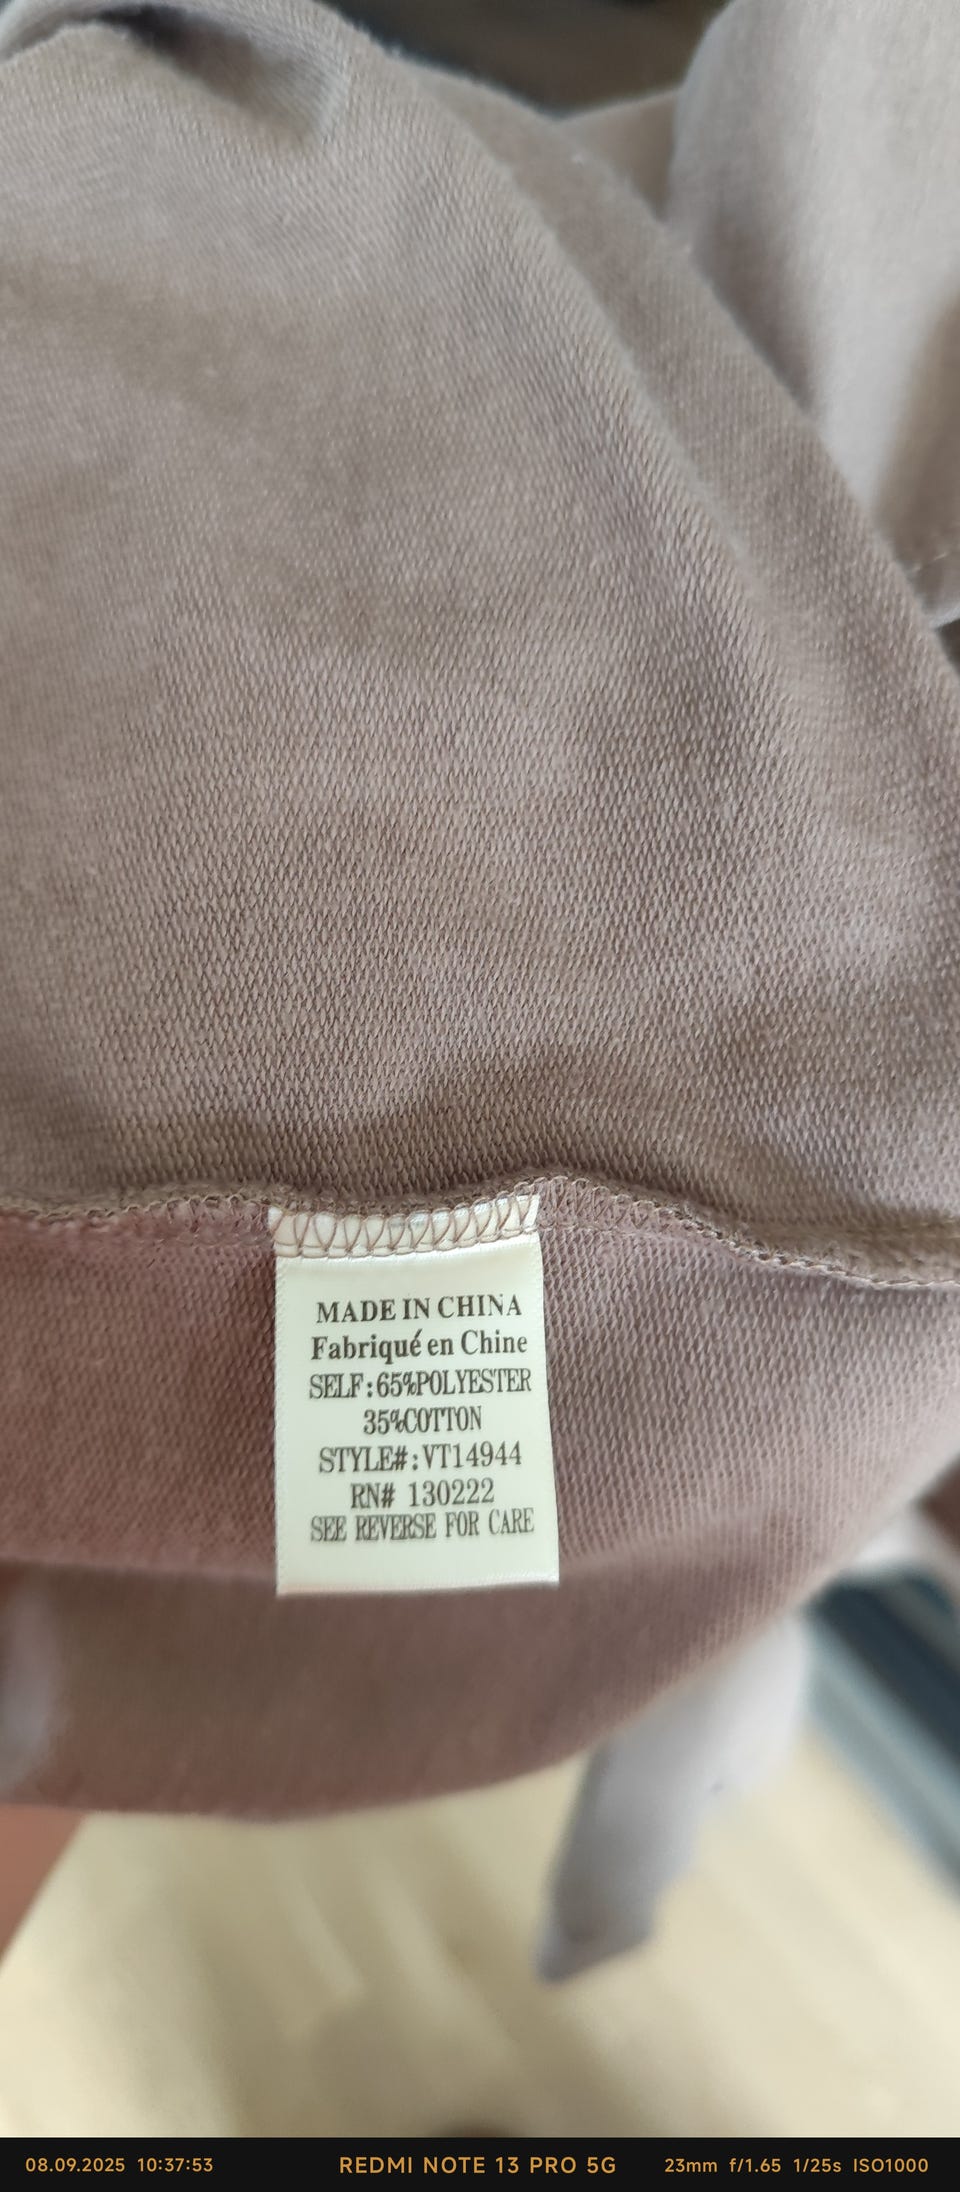 MADE IN CHINA
Fabriqué en Chine
SELF:65%POLYESTER
35%COTTON
STYLE#:VT14944
RN# 130222
SEE REVERSE FOR CARE
08.09.2025 10:37:53 REDMI NOTE 13 PRO 5G 23mm f/1.65 1/25s ISO1000